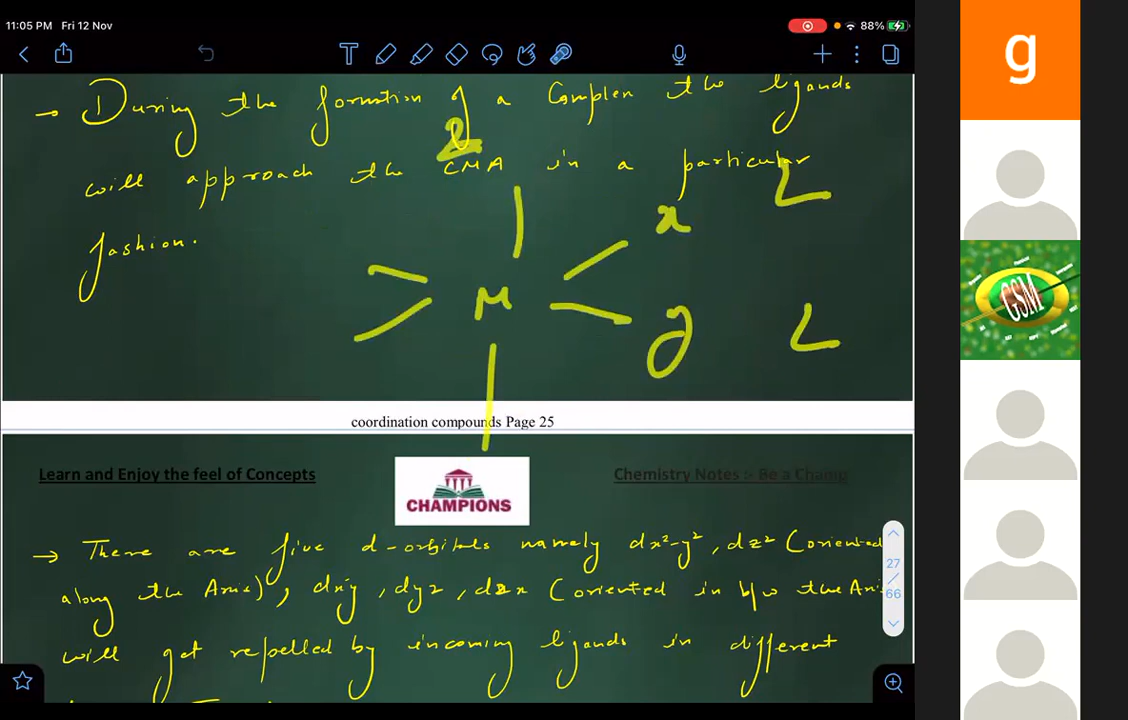 11:05 PM Fri 12 Nov
88%
T
g
→ During the formation of a Complex the ligands
will approach the CMA in a particular
fashion.
z
L
x
M
y
L
GSM
coordination compounds Page 25
Learn and Enjoy the feel of Concepts
Chemistry Notes :- Be a Champ
CHAMPIONS
→ There are five d-orbitals namely dx²-y², dz² (oriented
along the Axis), dxy, dyz, dzx (oriented in b/w the Axi
will get repelled by incoming ligands in different
27
/
66